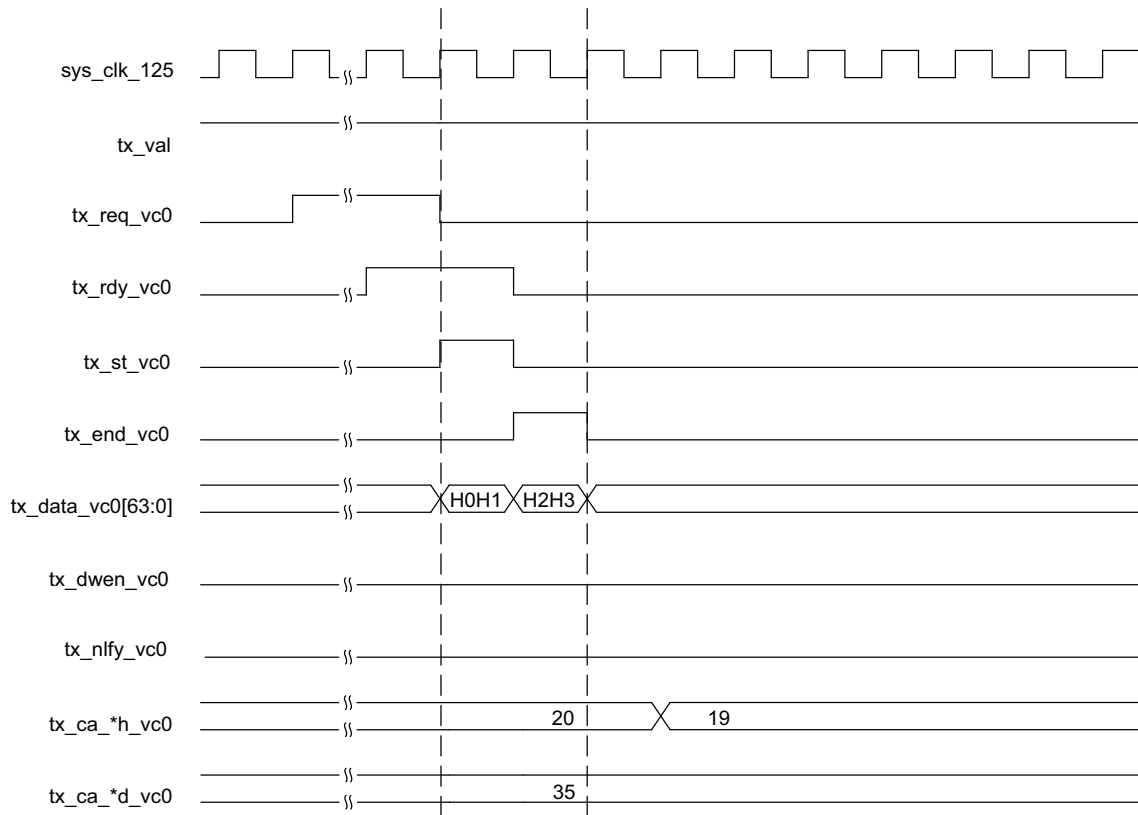 sys_clk_125
tx_val
tx_req_vc0
tx_rdy_vc0
tx_st_vc0
tx_end_vc0
tx_data_vc0[63:0] H0H1 H2H3
tx_dwen_vc0
tx_nlfy_vc0
tx_ca_*h_vc0 20 19
tx_ca_*d_vc0 35